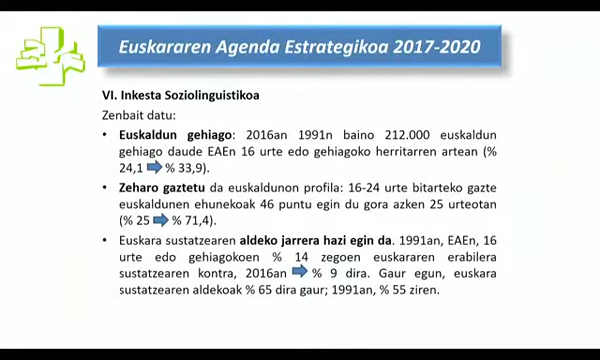 Euskararen Agenda Estrategikoa 2017-2020
VI. Inkesta Soziolinguistikoa
Zenbait datu:
• Euskaldun gehiago: 2016an 1991n baino 212.000 euskaldun
gehiago daude EAEn 16 urte edo gehiagoko herritarren artean (%
24,1 ➡ % 33,9).
• Zeharo gaztetu da euskaldunon profila: 16-24 urte bitarteko gazte
euskaldunen ehunekoak 46 puntu egin du gora azken 25 urteotan
(% 25 ➡ % 71,4).
• Euskara sustatzearen aldeko jarrera hazi egin da. 1991an, EAEn, 16
urte edo gehiagokoen % 14 zegoen euskararen erabilera
sustatzearen kontra, 2016an ➡ % 9 dira. Gaur egun, euskara
sustatzearen aldekoak % 65 dira gaur; 1991an, % 55 ziren.